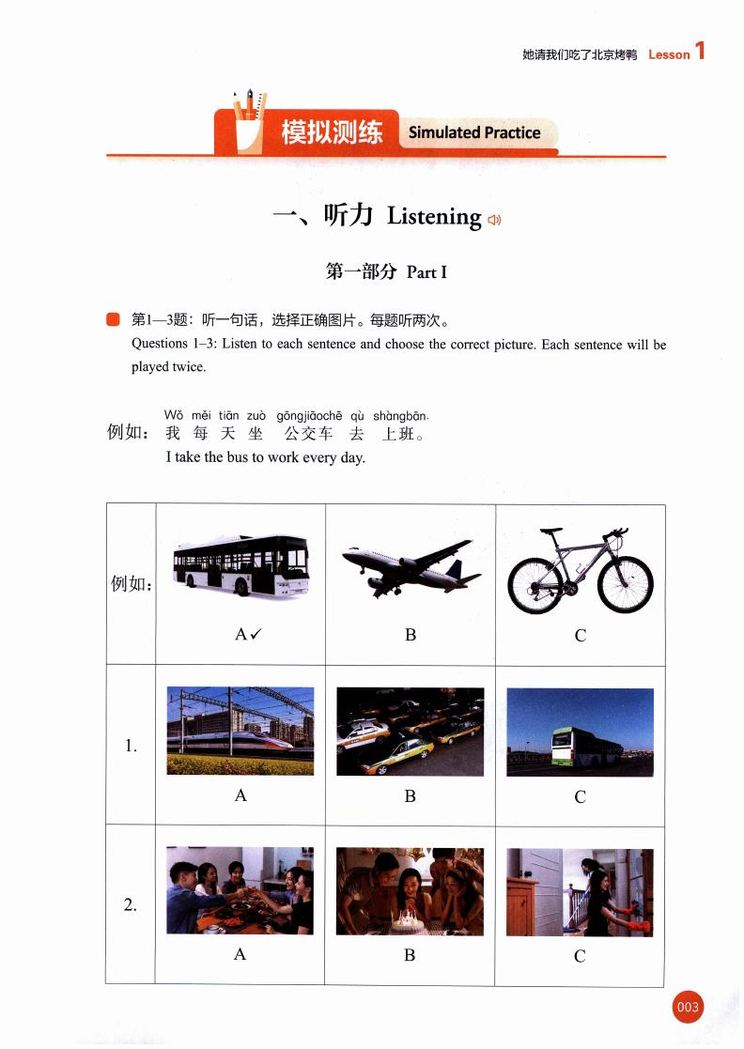 她请我们吃了北京烤鸭 Lesson 1
模拟测练 Simulated Practice
一、听力 Listening
第一部分 Part I
第1—3题：听一句话，选择正确图片。每题听两次。
Questions 1–3: Listen to each sentence and choose the correct picture. Each sentence will be
played twice.
Wǒ měi tiān zuò gōngjiāochē qù shàngbān.
例如： 我 每 天 坐 公交车 去 上班。
I take the bus to work every day.
例如:
A✓ B C
1.
A B C
2.
A B C
003